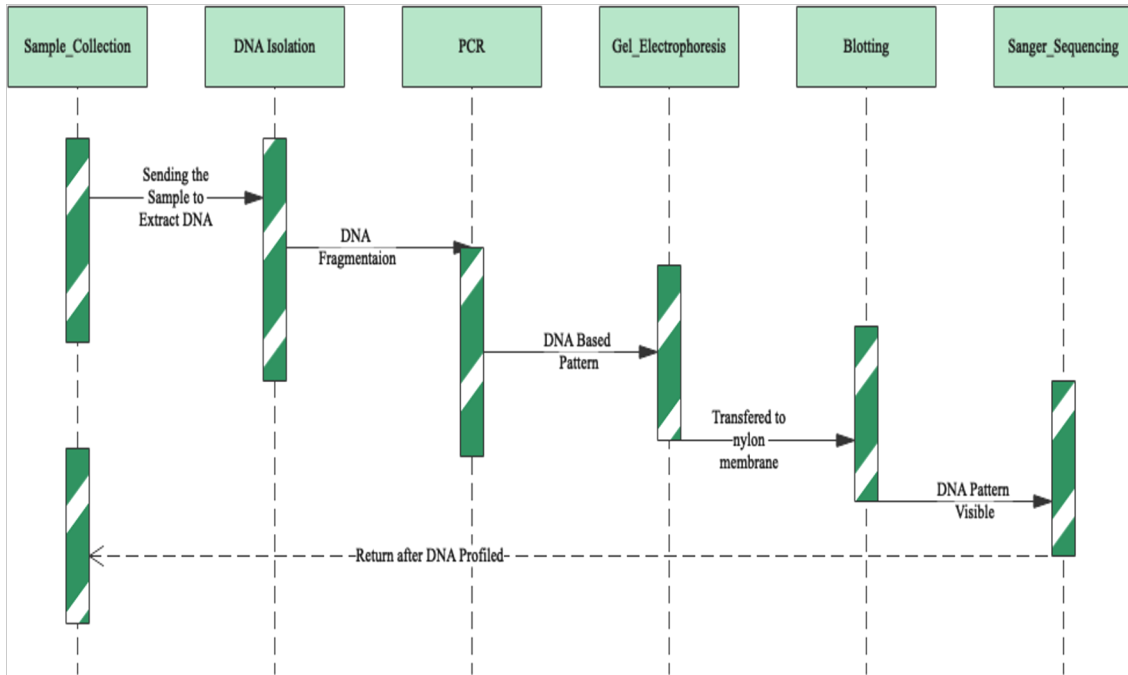 Sample_Collection
DNA Isolation
PCR
Gel_Electrophoresis
Blotting
Sanger_Sequencing
Sending the
Sample to
Extract DNA
DNA
Fragmentaion
DNA Based
Pattern
Transfered to
nylon
membrane
DNA Pattern
Visible
Return after DNA Profiled